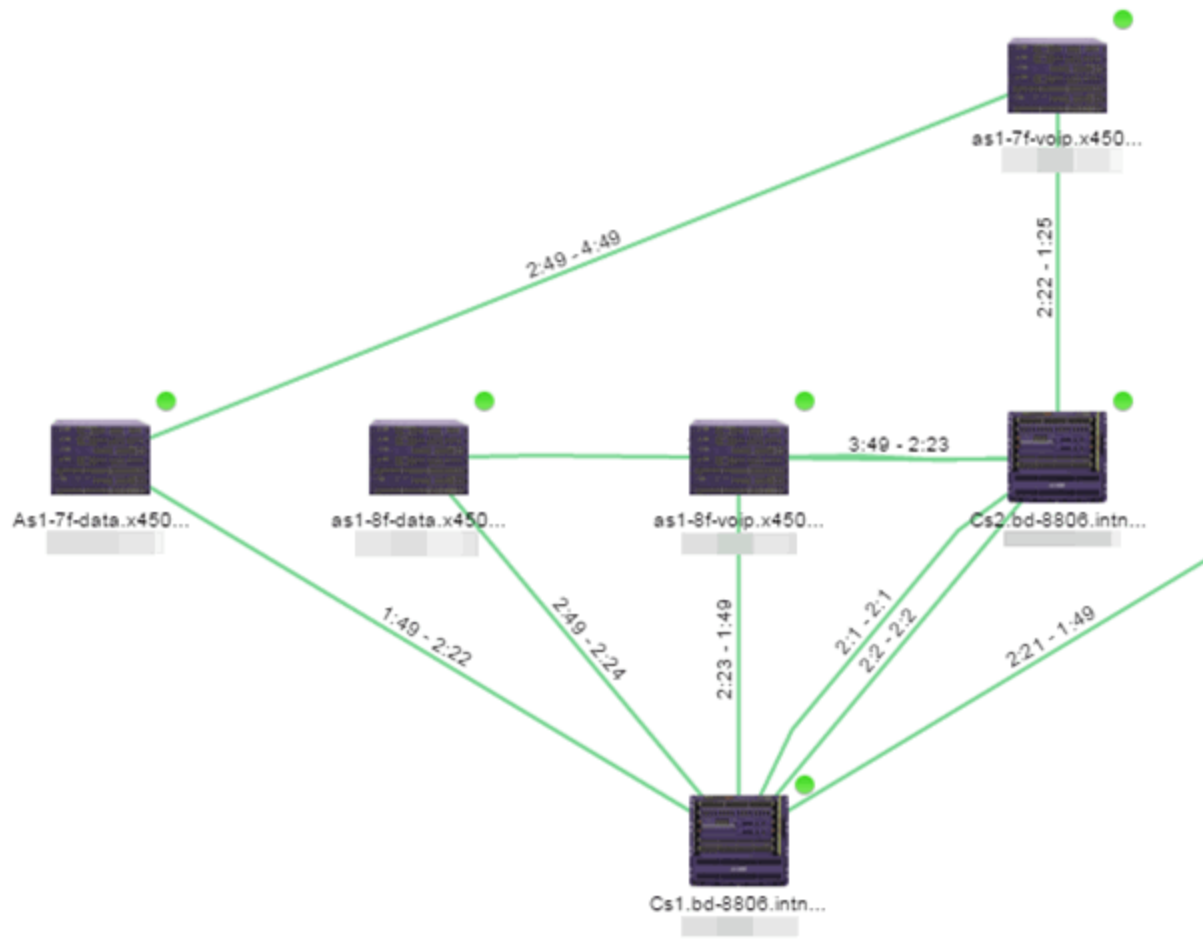 as1-7f-voip.x450...
2:49 - 4:49
2:22 - 1:25
3:49 - 2:23
As1-7f-data.x450...
as1-8f-data.x450...
as1-8f-voip.x450...
Cs2.bd-8806.intn...
1:49 - 2:22
2:49 - 2:24
2:23 - 1:49
2:1 - 2:1
2:2 - 2:2
2:21 - 1:49
Cs1.bd-8806.intn...